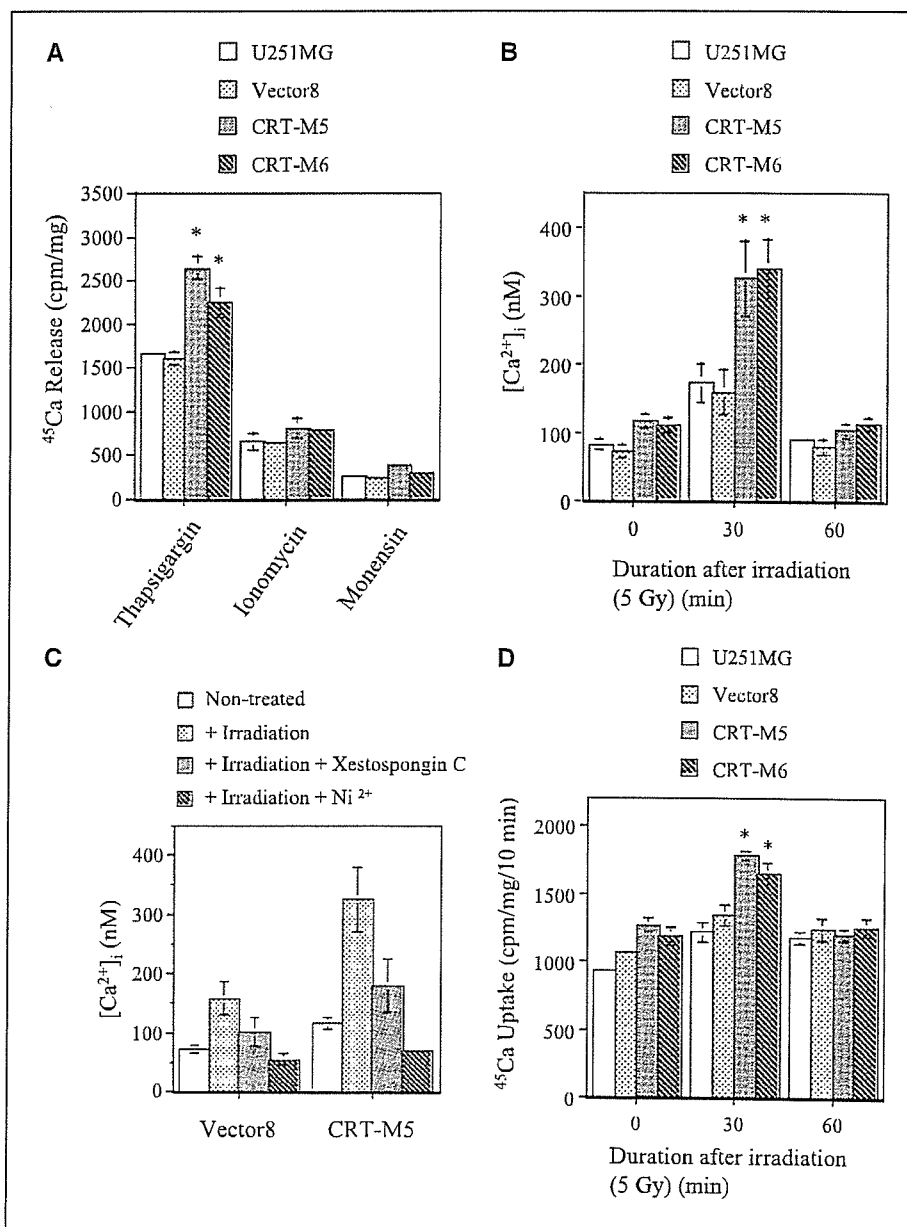 A
U251MG
Vector8
CRT-M5
CRT-M6
45Ca Release (cpm/mg)
3500
3000
2500
2000
1500
1000
500
0
* *
Thapsigargin
Ionomycin
Monensin
B
U251MG
Vector8
CRT-M5
CRT-M6
[Ca2+]i (nM)
400
300
200
100
0
* *
0 30 60
Duration after irradiation
(5 Gy) (min)
C
Non-treated
+ Irradiation
+ Irradiation + Xestospongin C
+ Irradiation + Ni 2+
[Ca2+]i (nM)
400
300
200
100
0
Vector8 CRT-M5
D
U251MG
Vector8
CRT-M5
CRT-M6
45Ca Uptake (cpm/mg/10 min)
2000
1500
1000
500
0
* *
0 30 60
Duration after irradiation
(5 Gy) (min)